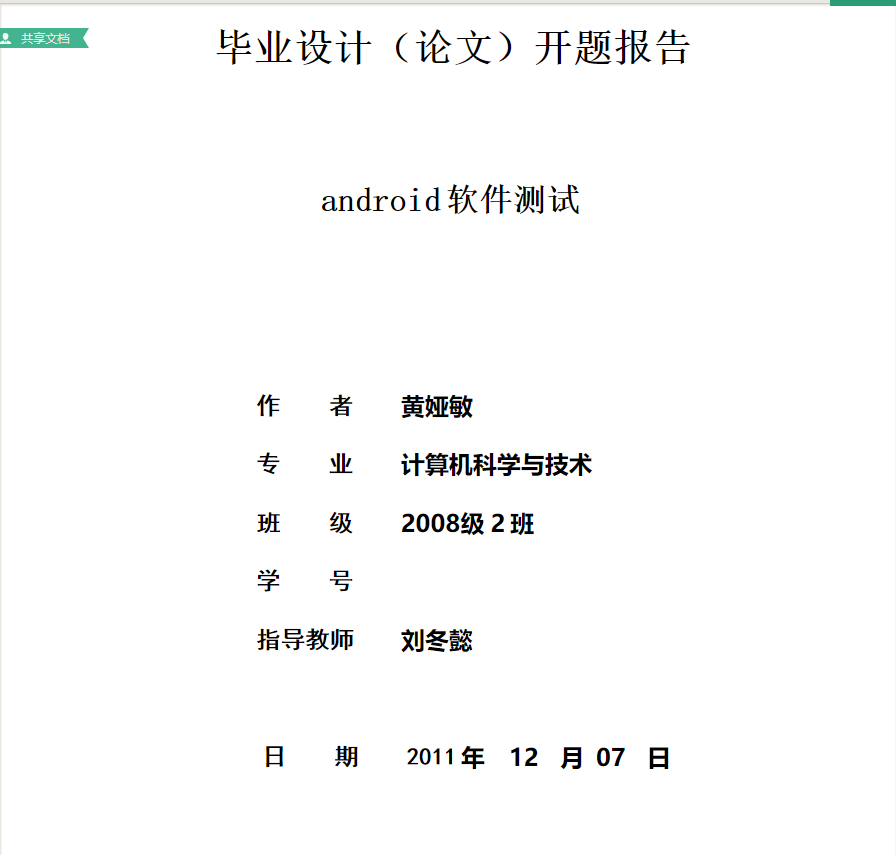 共享文档
毕业设计（论文）开题报告
android软件测试
作 者 黄娅敏
专 业 计算机科学与技术
班 级 2008级2班
学 号
指导教师 刘冬懿
日 期 2011年 12 月 07 日